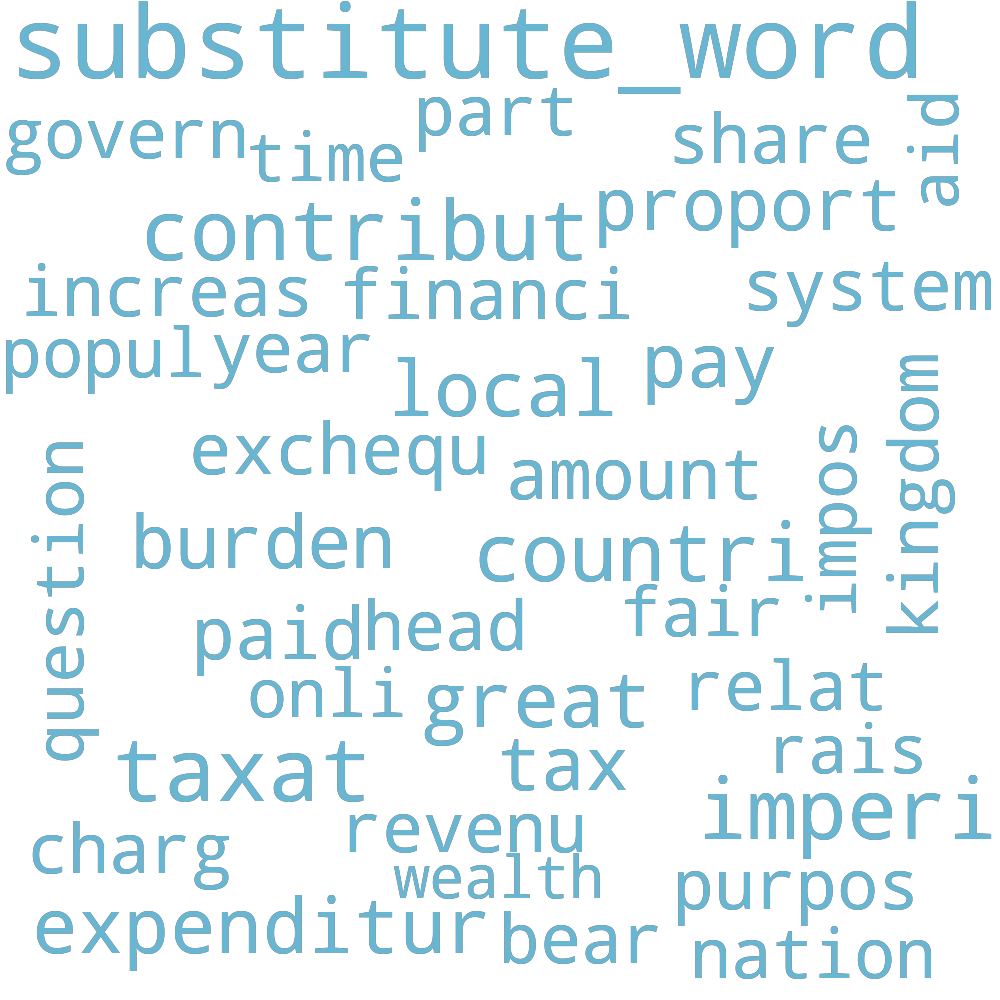 substitute_word
part
aid
govern
time
share
contribut
proport
increas
financi
system
popul
year
local
pay
kingdom
exchequ
amount
impos
question
burden
countri
paid
head
fair
onli
great
relat
taxat
tax
rais
imperi
charg
revenu
wealth
purpos
expenditur
bear
nation